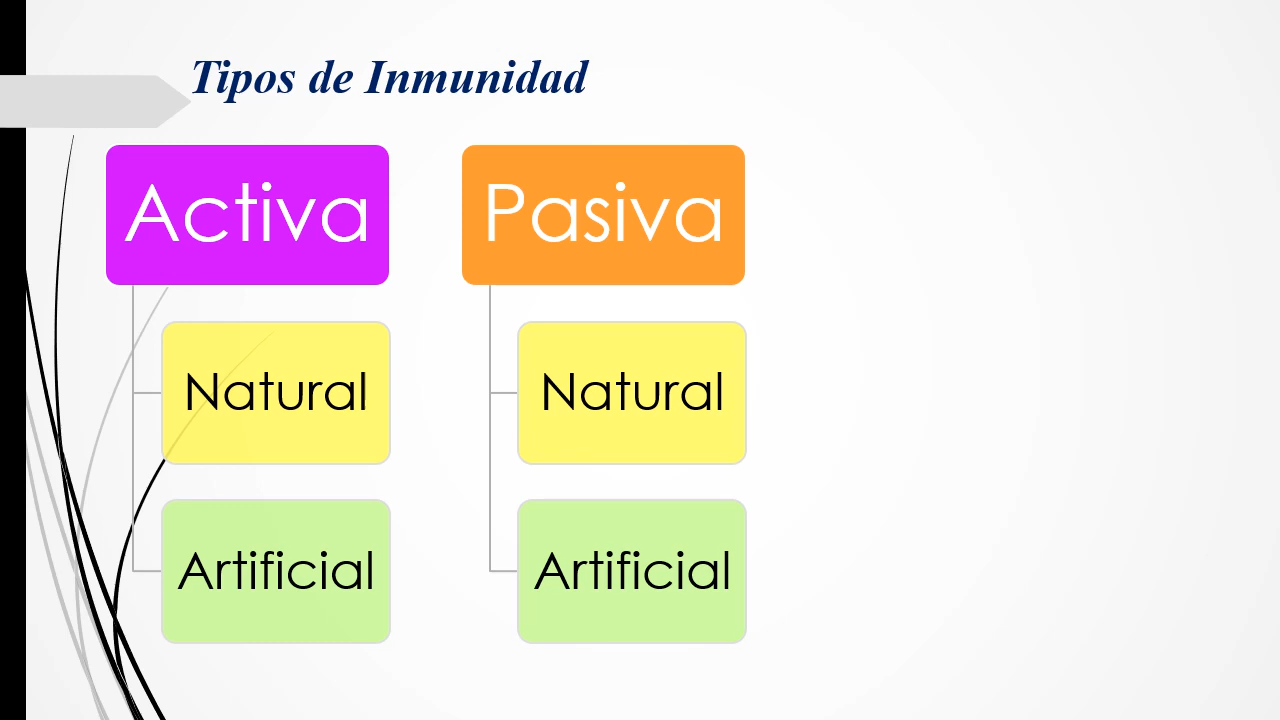 Tipos de Inmunidad
Activa
Natural
Artificial
Pasiva
Natural
Artificial